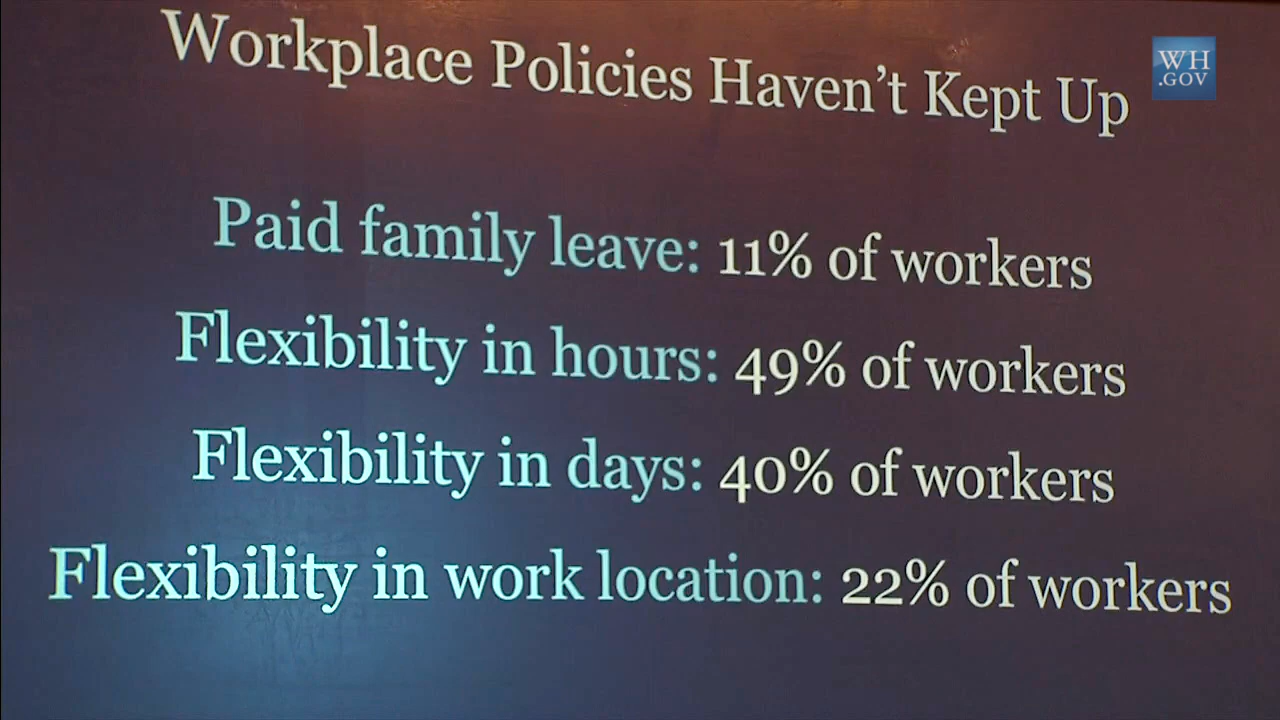 Workplace Policies Haven't Kept Up
WH
.GOV
Paid family leave: 11% of workers
Flexibility in hours: 49% of workers
Flexibility in days: 40% of workers
Flexibility in work location: 22% of workers